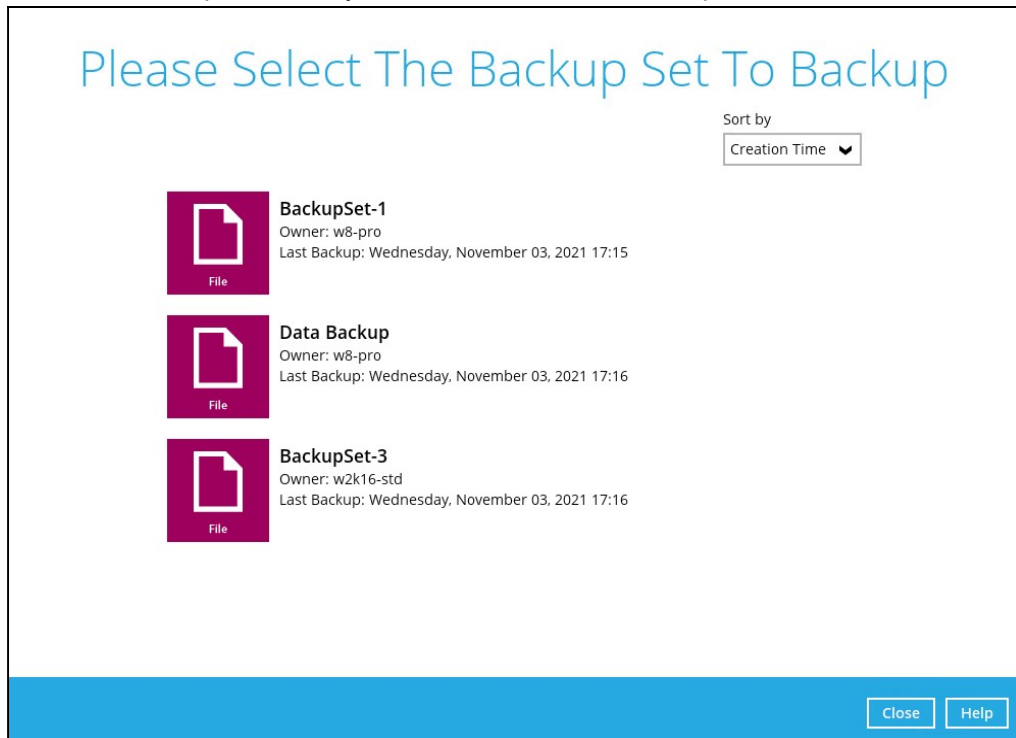 Please Select The Backup Set To Backup
Sort by
Creation Time
BackupSet-1
Owner: w8-pro
Last Backup: Wednesday, November 03, 2021 17:15
File
Data Backup
Owner: w8-pro
Last Backup: Wednesday, November 03, 2021 17:16
File
BackupSet-3
Owner: w2k16-std
Last Backup: Wednesday, November 03, 2021 17:16
File
Close
Help